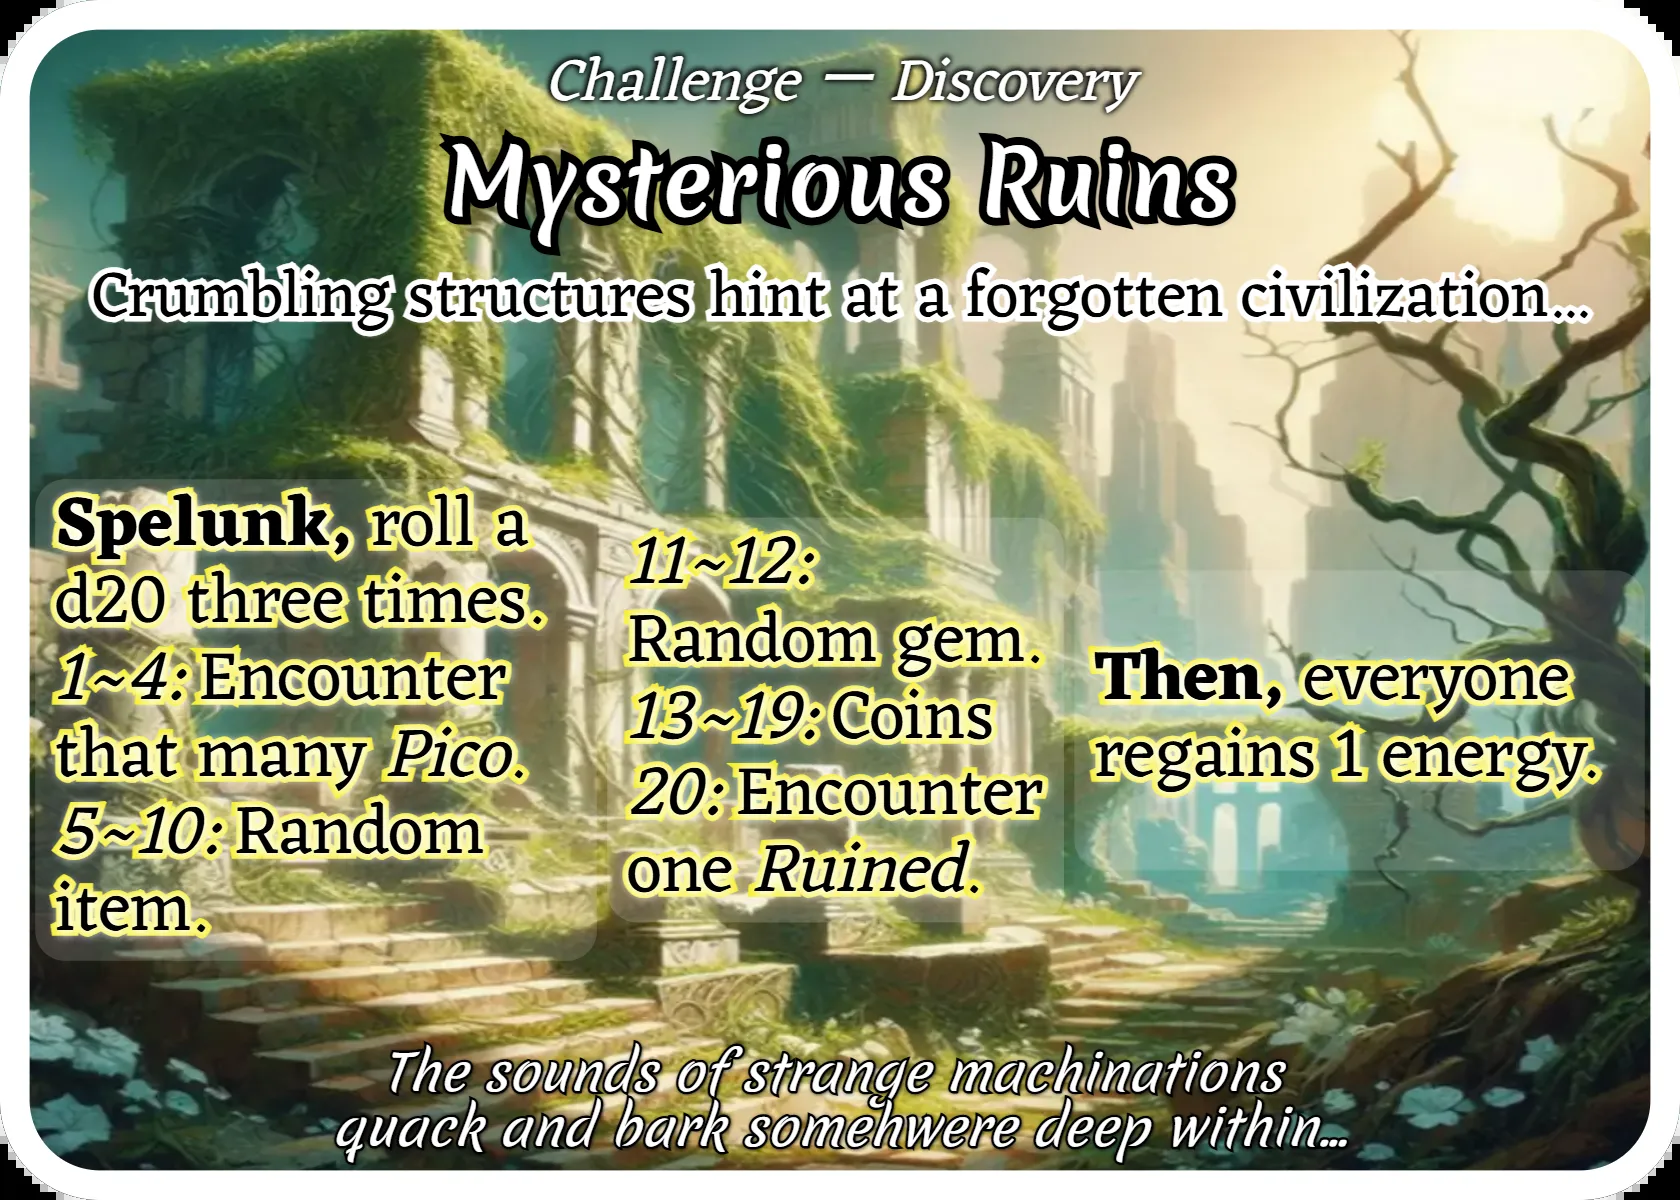 Challenge — Discovery
Mysterious Ruins
Crumbling structures hint at a forgotten civilization...
Spelunk, roll a
d20 three times.
1~4: Encounter
that many Pico.
5~10: Random
item.
11~12:
Random gem.
13~19: Coins
20: Encounter
one Ruined.
Then, everyone
regains 1 energy.
The sounds of strange machinations
quack and bark somehwere deep within...